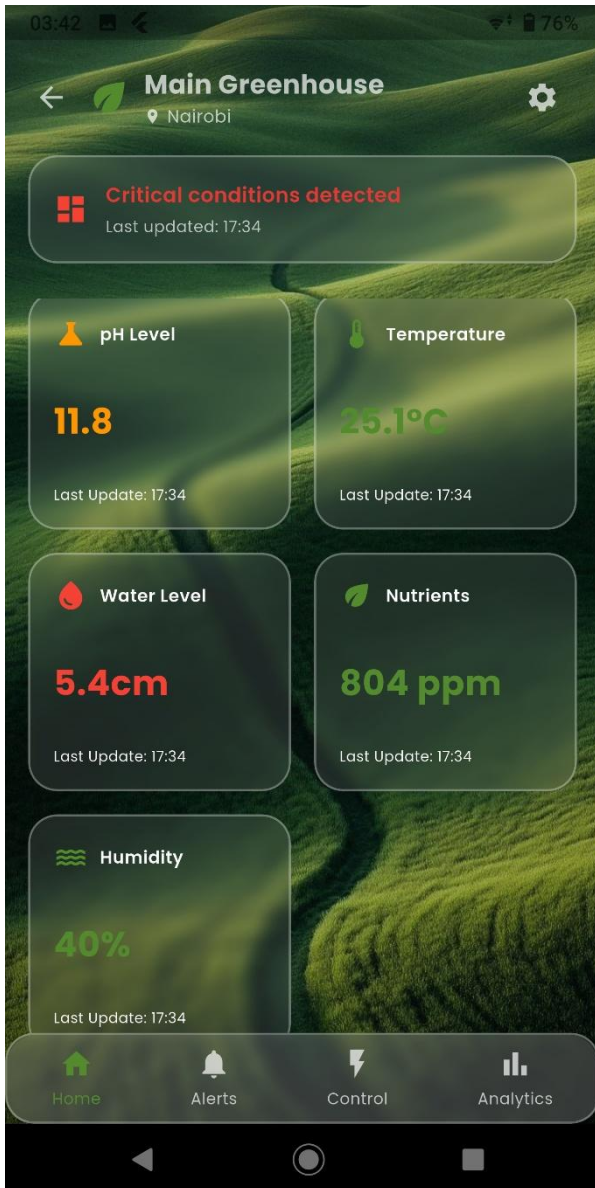 03:42 76%
Main Greenhouse
Nairobi
Critical conditions detected
Last updated: 17:34
pH Level
11.8
Last Update: 17:34
Temperature
25.1°C
Last Update: 17:34
Water Level
5.4cm
Last Update: 17:34
Nutrients
804 ppm
Last Update: 17:34
Humidity
40%
Last Update: 17:34
Home Alerts Control Analytics